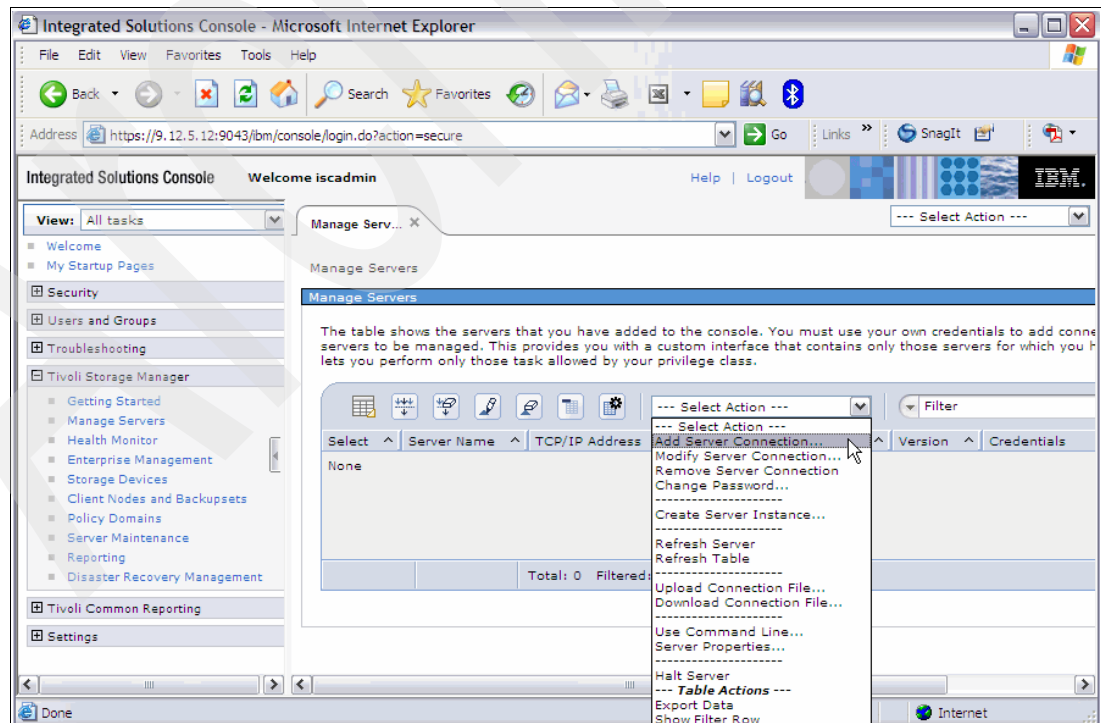 Integrated Solutions Console - Microsoft Internet Explorer
File Edit View Favorites Tools Help
Back Search Favorites
Address https://9.12.5.12:9043/ibm/console/login.do?action=secure Go Links » SnagIt
Integrated Solutions Console Welcome iscadmin Help | Logout IBM.
View: All tasks
Manage Serv... --- Select Action ---
Welcome
My Startup Pages
Manage Servers
Security
Manage Servers
Users and Groups
The table shows the servers that you have added to the console. You must use your own credentials to add conne
Troubleshooting
servers to be managed. This provides you with a custom interface that contains only those servers for which you h
lets you perform only those task allowed by your privilege class.
Tivoli Storage Manager
Getting Started
Manage Servers
Health Monitor
Enterprise Management
Storage Devices
Client Nodes and Backupsets
Policy Domains
Server Maintenance
Reporting
Disaster Recovery Management
Tivoli Common Reporting
Settings
--- Select Action --- Filter
Select Server Name TCP/IP Address Version Credentials
None
Total: 0 Filtered:
--- Select Action ---
Add Server Connection...
Modify Server Connection...
Remove Server Connection
Change Password...
---------------------
Create Server Instance...
---------------------
Refresh Server
Refresh Table
---------------------
Upload Connection File...
Download Connection File...
---------------------
Use Command Line...
Server Properties...
---------------------
Halt Server
--- Table Actions ---
Export Data
Show Filter Row
Done Internet